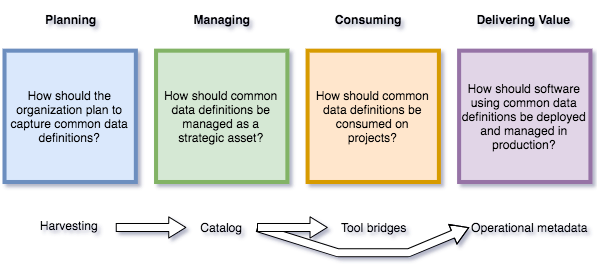 Planning
Managing
Consuming
Delivering Value
How should the
organization plan to
capture common data
definitions?
How should common
data definitions be
managed as a
strategic asset?
How should common
data definitions be
consumed on
projects?
How should software
using common data
definitions be deployed
and managed in
production?
Harvesting
Catalog
Tool bridges
Operational metadata